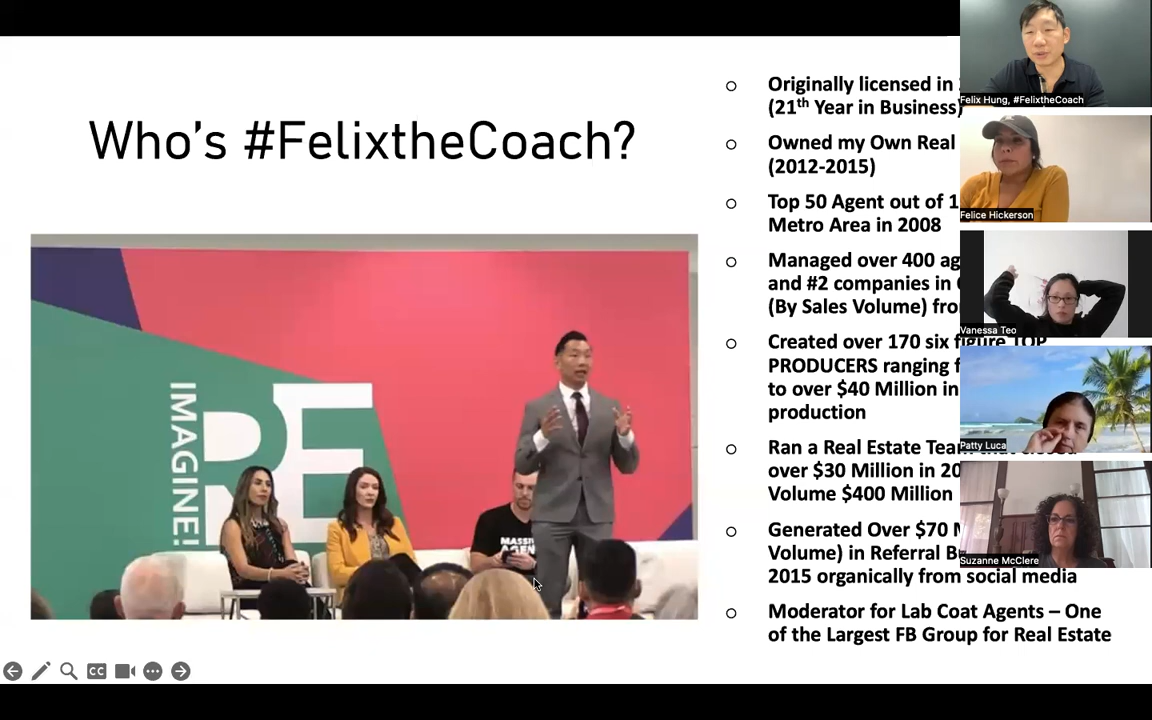 Who's #FelixtheCoach?
IMAGINE!
RE
MASSIVE
AGEN
Originally licensed in
(21th Year in Business)
Owned my Own Real
(2012-2015)
Top 50 Agent out of 1
Metro Area in 2008
Managed over 400 ag
and #2 companies in
(By Sales Volume) fro
Created over 170 six figure TOP
PRODUCERS ranging f
to over $40 Million in
production
Ran a Real Estate Team
over $30 Million in 20
Volume $400 Million
Generated Over $70 M
Volume) in Referral B
2015 organically from social media
Moderator for Lab Coat Agents – One
of the Largest FB Group for Real Estate
Felix Hung, #FelixtheCoach
Felice Hickerson
Vanessa Teo
Patty Luca
Suzanne McClere
CC